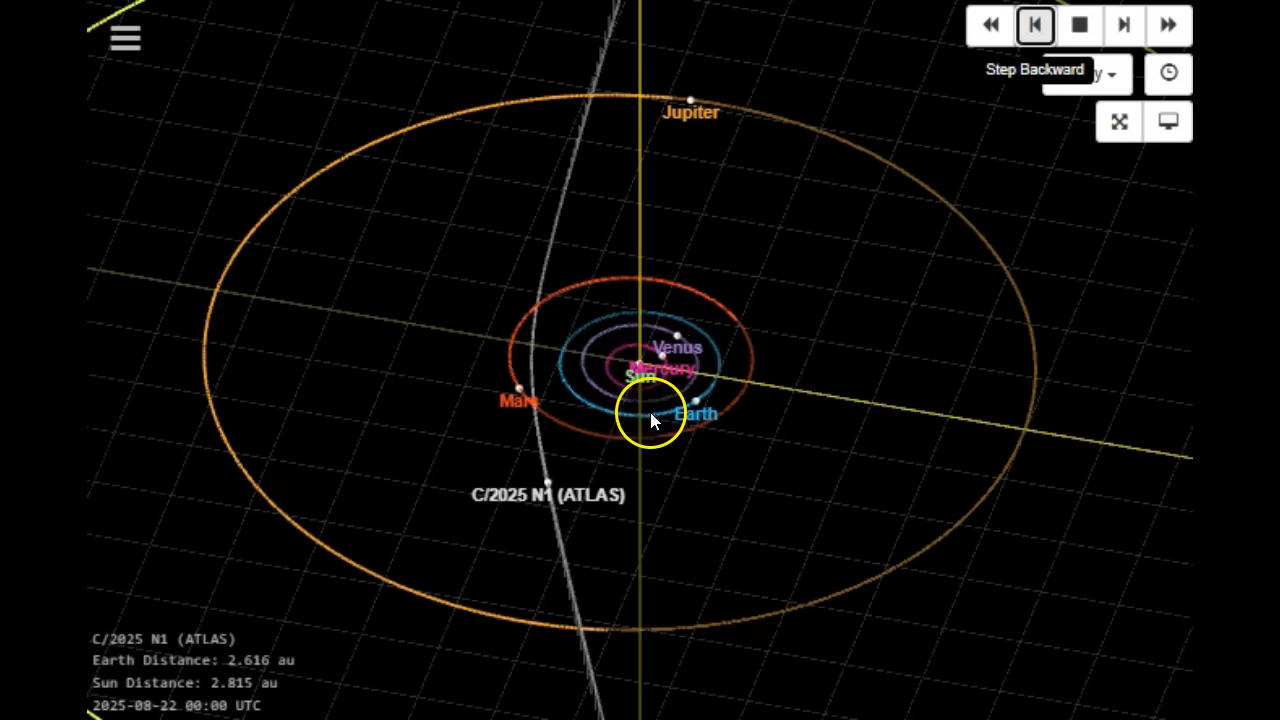 Step Backward
y
Jupiter
Venus
Mercury
Sun
Mars
Earth
C/2025 N1 (ATLAS)
C/2025 N1 (ATLAS)
Earth Distance: 2.616 au
Sun Distance: 2.815 au
2025-08-22 00:00 UTC